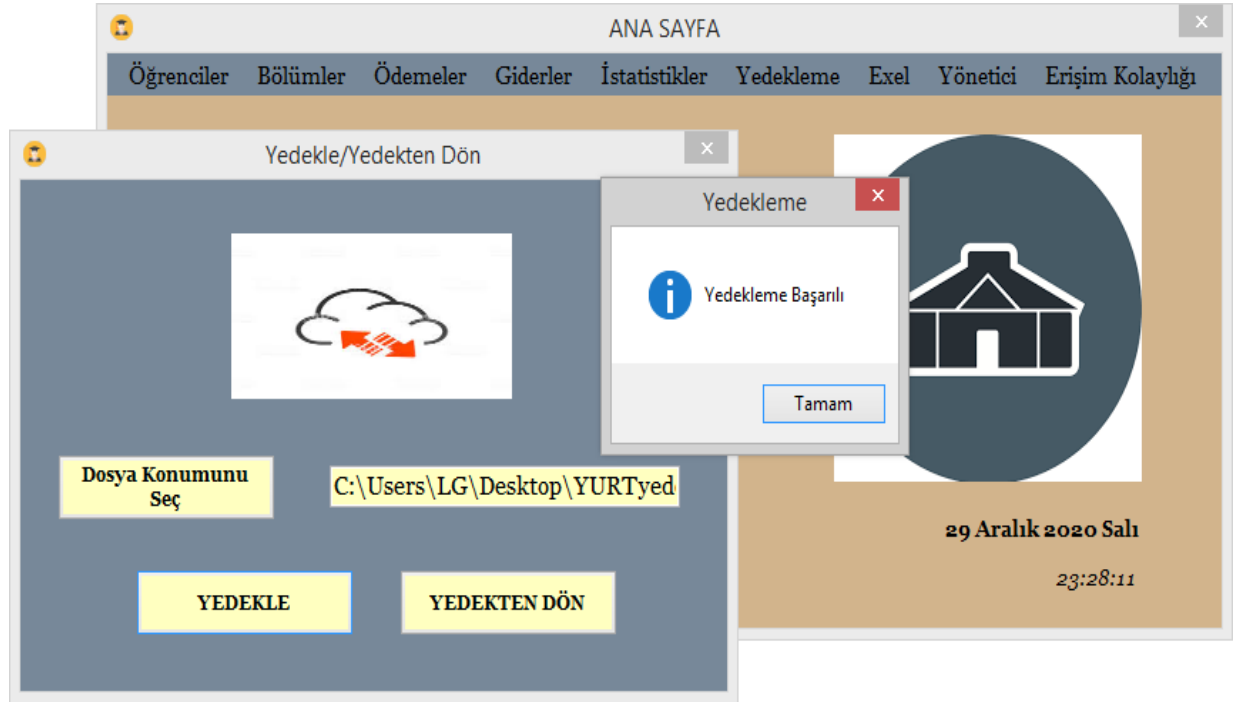 ANA SAYFA
Öğrenciler Bölümler Ödemeler Giderler İstatistikler Yedekleme Exel Yönetici Erişim Kolaylığı
Yedekle/Yedekten Dön
Yedekleme
Yedekleme Başarılı
Tamam
Dosya Konumunu
Seç
C:\Users\LG\Desktop\YURTyed
YEDEKLE
YEDEKTEN DÖN
29 Aralık 2020 Salı
23:28:11